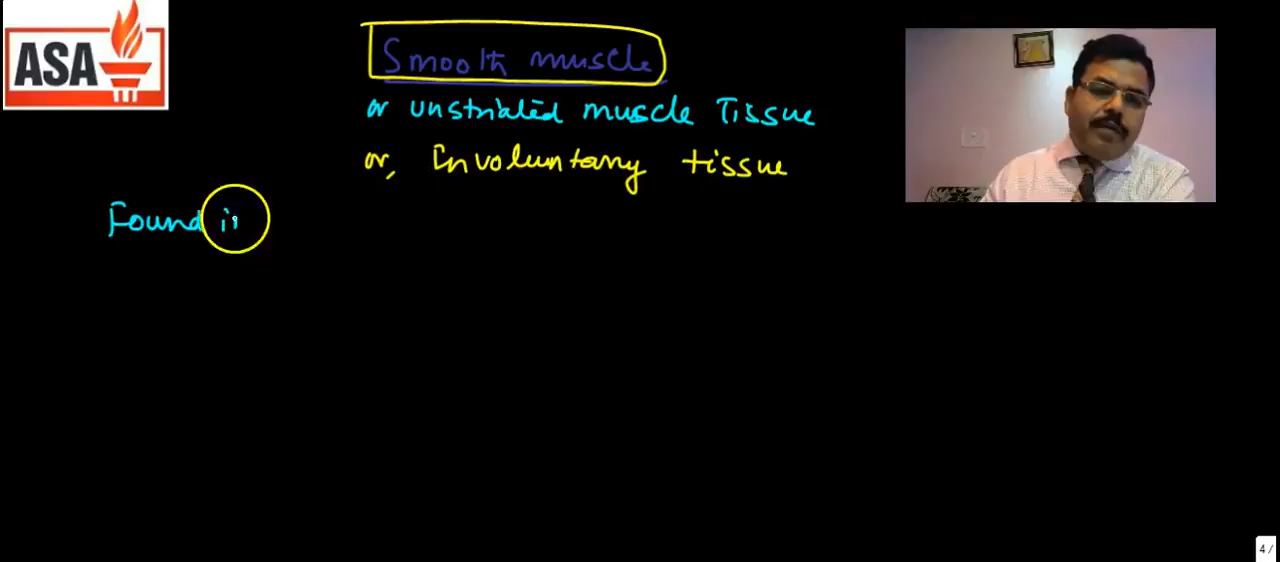 ASA
Smooth muscle
or unstriated muscle Tissue
or, Involuntary tissue
Found in
4 /